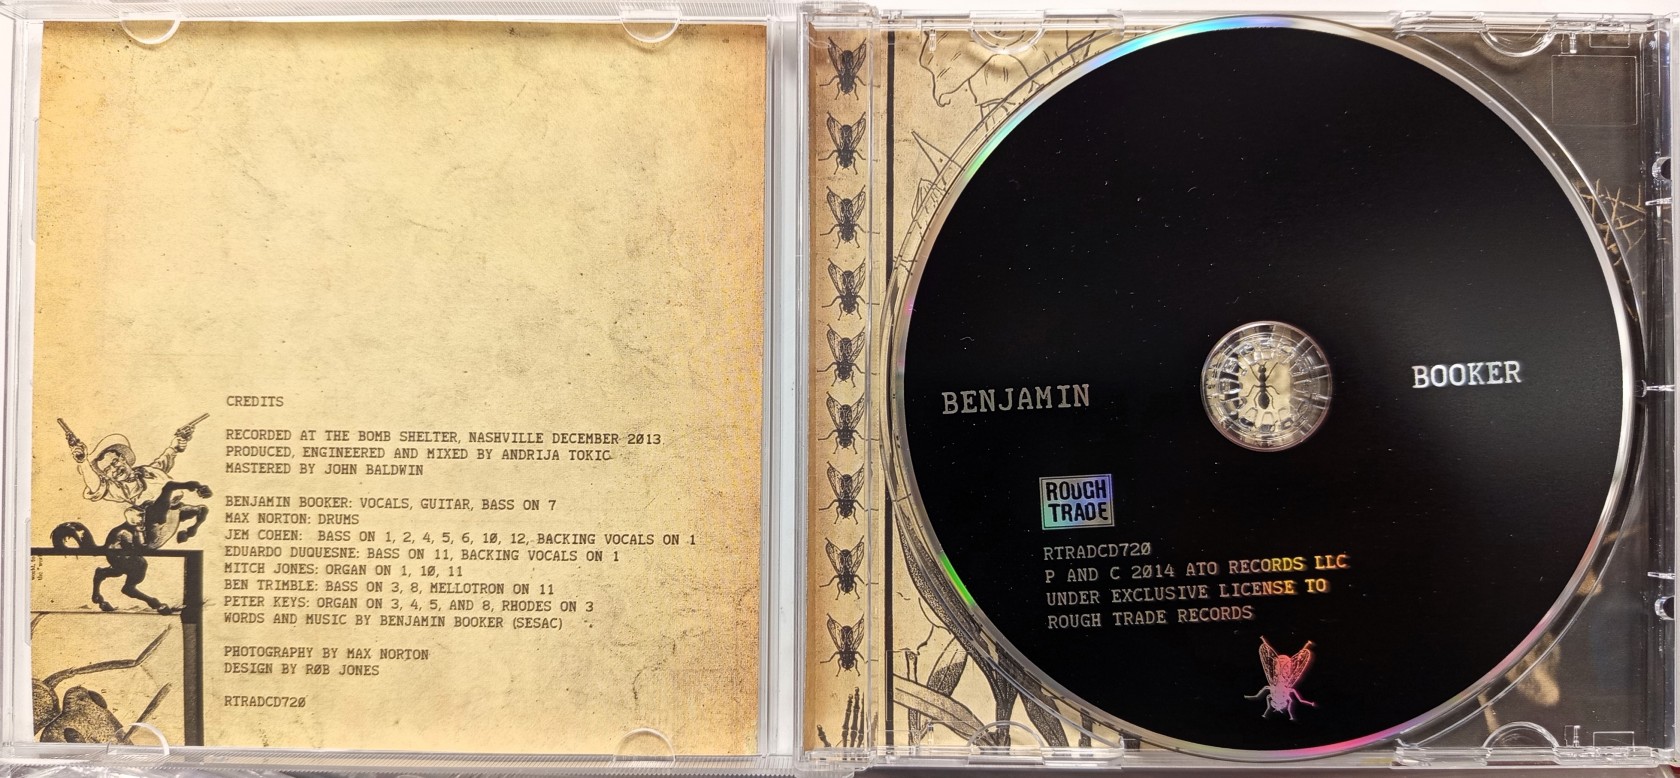 CREDITS
RECORDED AT THE BOMB SHELTER, NASHVILLE DECEMBER 2013.
PRODUCED, ENGINEERED AND MIXED BY ANDRIJA TOKIC
MASTERED BY JOHN BALDWIN
BENJAMIN BOOKER: VOCALS, GUITAR, BASS ON 7
MAX NORTON: DRUMS
JEM COHEN: BASS ON 1, 2, 4, 5, 6, 10, 12, BACKING VOCALS ON 1
EDUARDO DUQUESNE: BASS ON 11, BACKING VOCALS ON 1
MITCH JONES: ORGAN ON 1, 10, 11
BEN TRIMBLE: BASS ON 3, 8, MELLOTRON ON 11
PETER KEYS: ORGAN ON 3, 4, 5, AND 8, RHODES ON 3
WORDS AND MUSIC BY BENJAMIN BOOKER (SESAC)
PHOTOGRAPHY BY MAX NORTON
DESIGN BY RØB JONES
RTRADCD720
BENJAMIN
BOOKER
ROUGH
TRADE
RTRADCD720
P AND C 2014 ATO RECORDS LLC
UNDER EXCLUSIVE LICENSE TO
ROUGH TRADE RECORDS